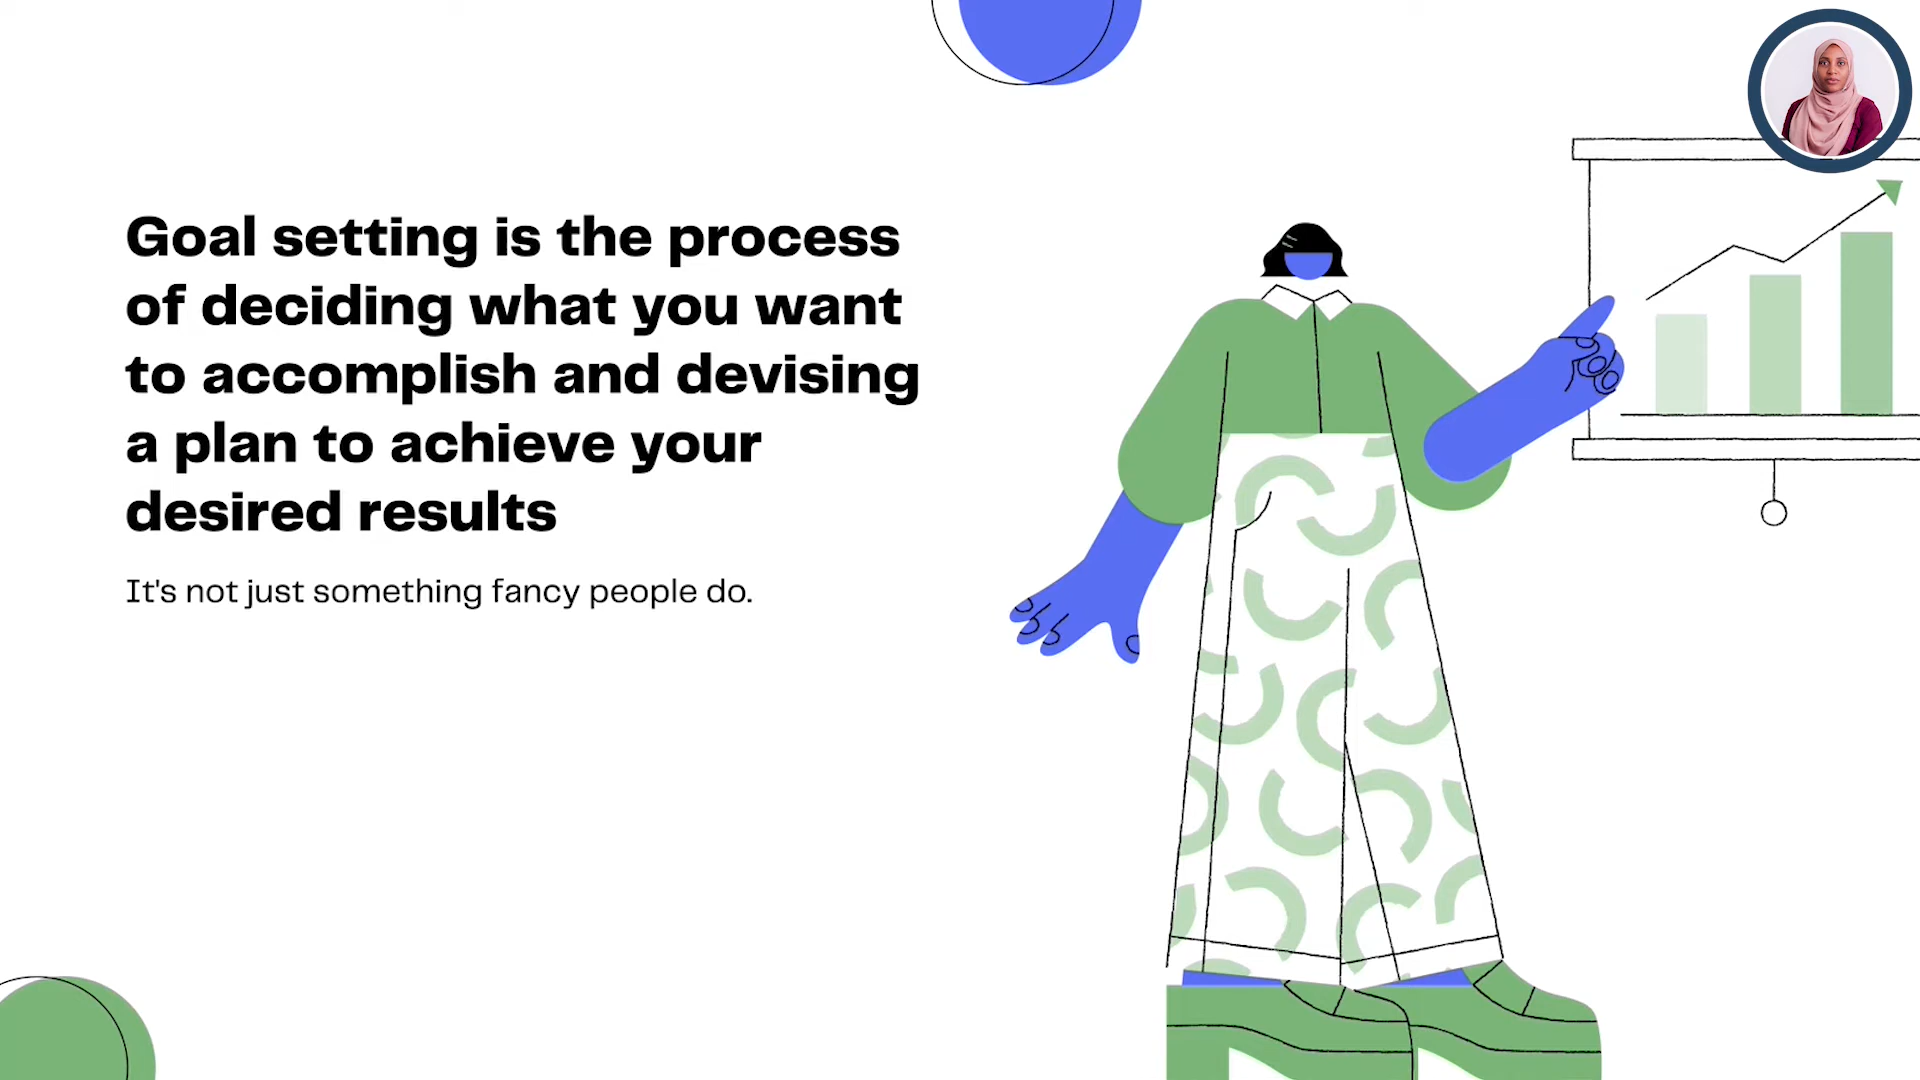 Goal setting is the process
of deciding what you want
to accomplish and devising
a plan to achieve your
desired results
It's not just something fancy people do.